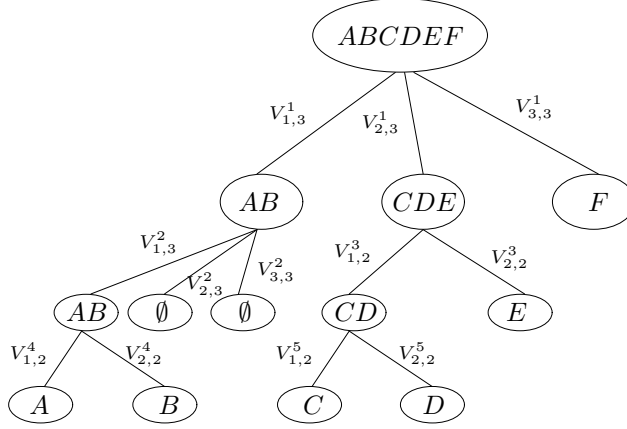 ABCDEF
V^1_{1,3} V^1_{2,3} V^1_{3,3}
AB CDE F
V^2_{1,3} V^2_{2,3} V^2_{3,3} V^3_{1,2} V^3_{2,2}
AB ∅ ∅ CD E
V^4_{1,2} V^4_{2,2} V^5_{1,2} V^5_{2,2}
A B C D